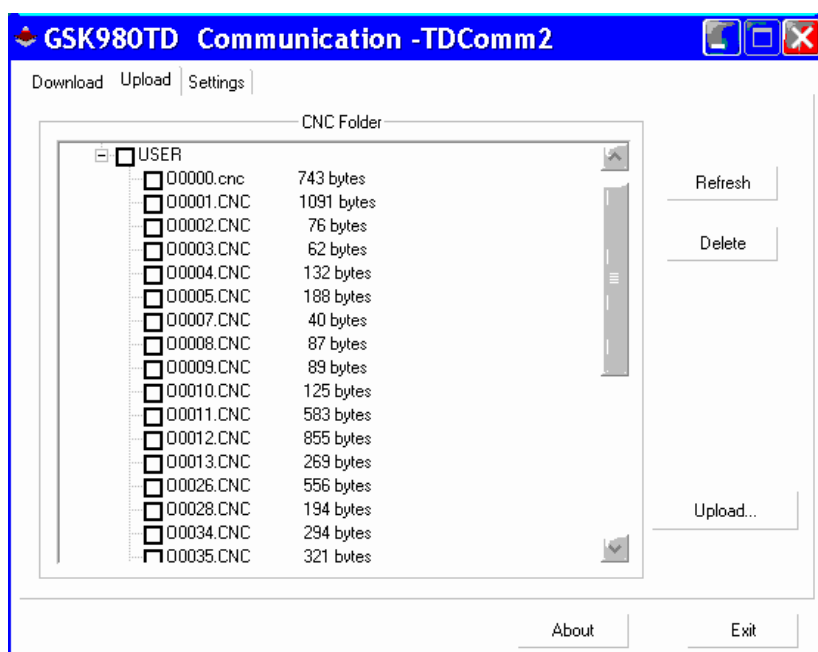 GSK980TD Communication -TDComm2
Download Upload Settings
CNC Folder
USER
O0000.cnc 743 bytes
O0001.CNC 1091 bytes
O0002.CNC 76 bytes
O0003.CNC 62 bytes
O0004.CNC 132 bytes
O0005.CNC 188 bytes
O0007.CNC 40 bytes
O0008.CNC 87 bytes
O0009.CNC 89 bytes
O0010.CNC 125 bytes
O0011.CNC 583 bytes
O0012.CNC 855 bytes
O0013.CNC 269 bytes
O0026.CNC 556 bytes
O0028.CNC 194 bytes
O0034.CNC 294 bytes
O0035.CNC 321 bytes
Refresh
Delete
Upload...
About Exit